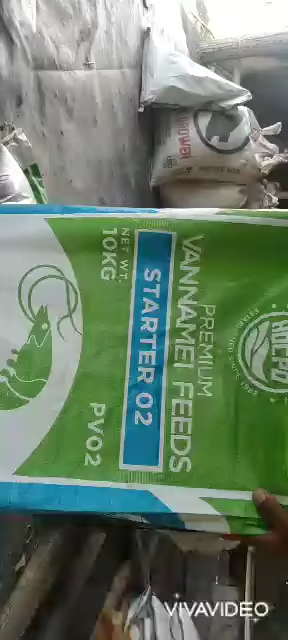 PREMIUM
VANNAMEI FEEDS
STARTER 02
NET WT.
10KG
PV02
VIVAVIDEO